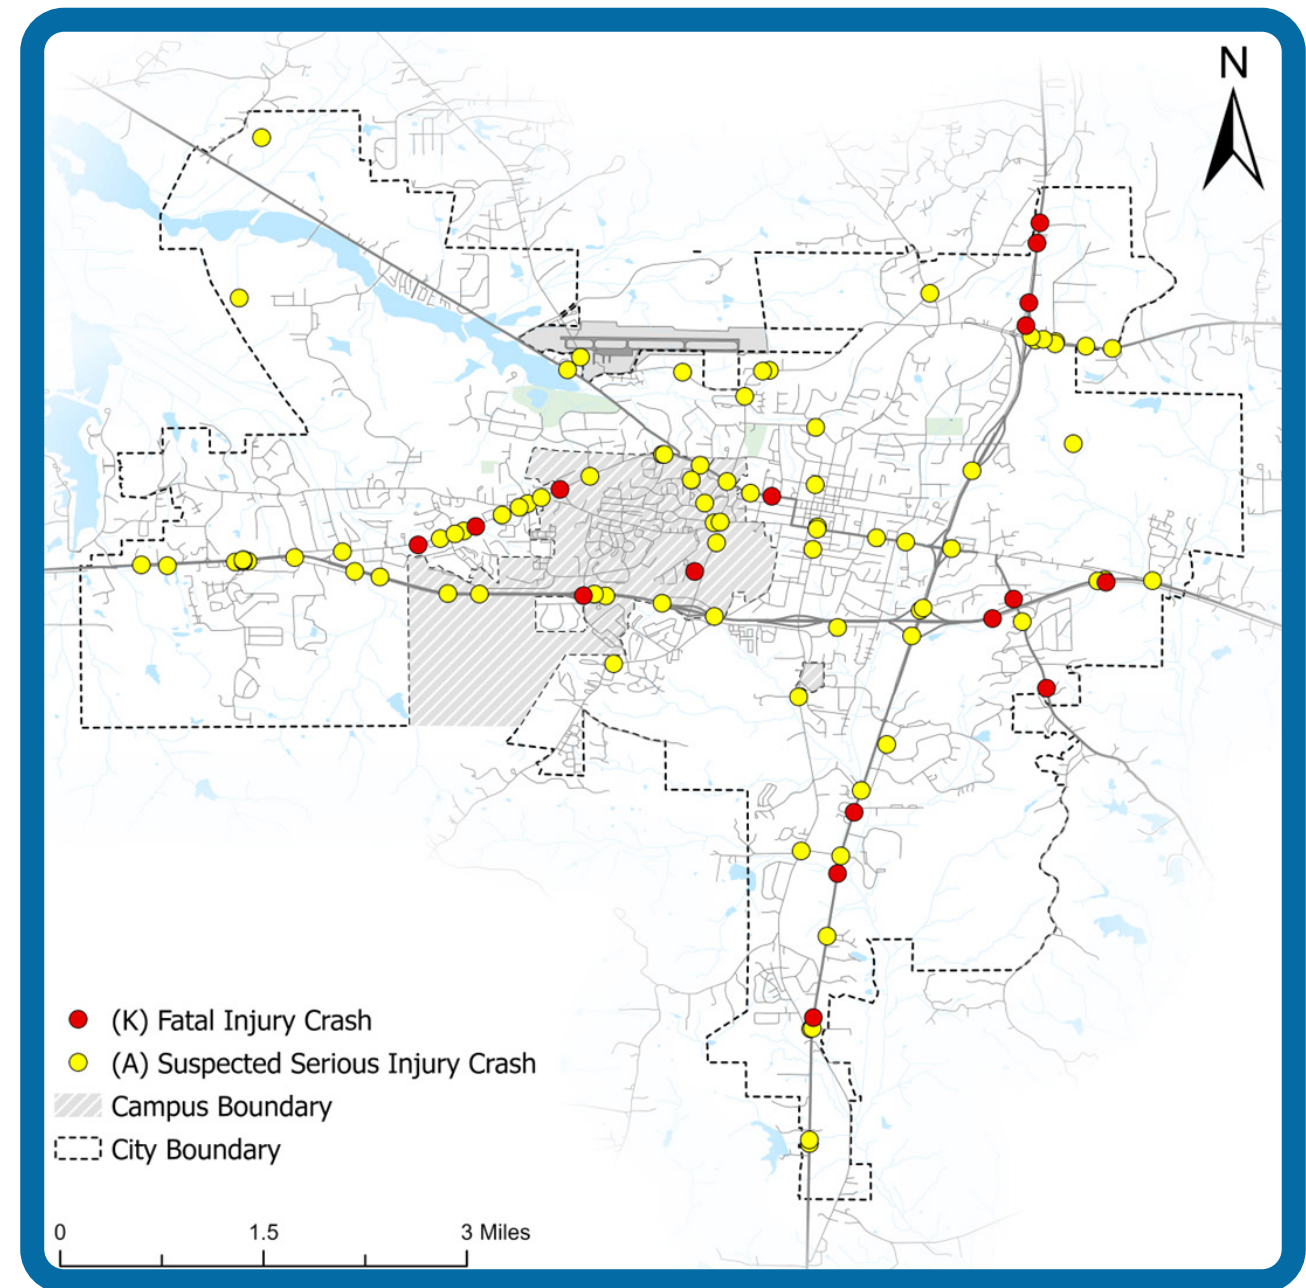 N
(K) Fatal Injury Crash
(A) Suspected Serious Injury Crash
Campus Boundary
City Boundary
0 1.5 3 Miles